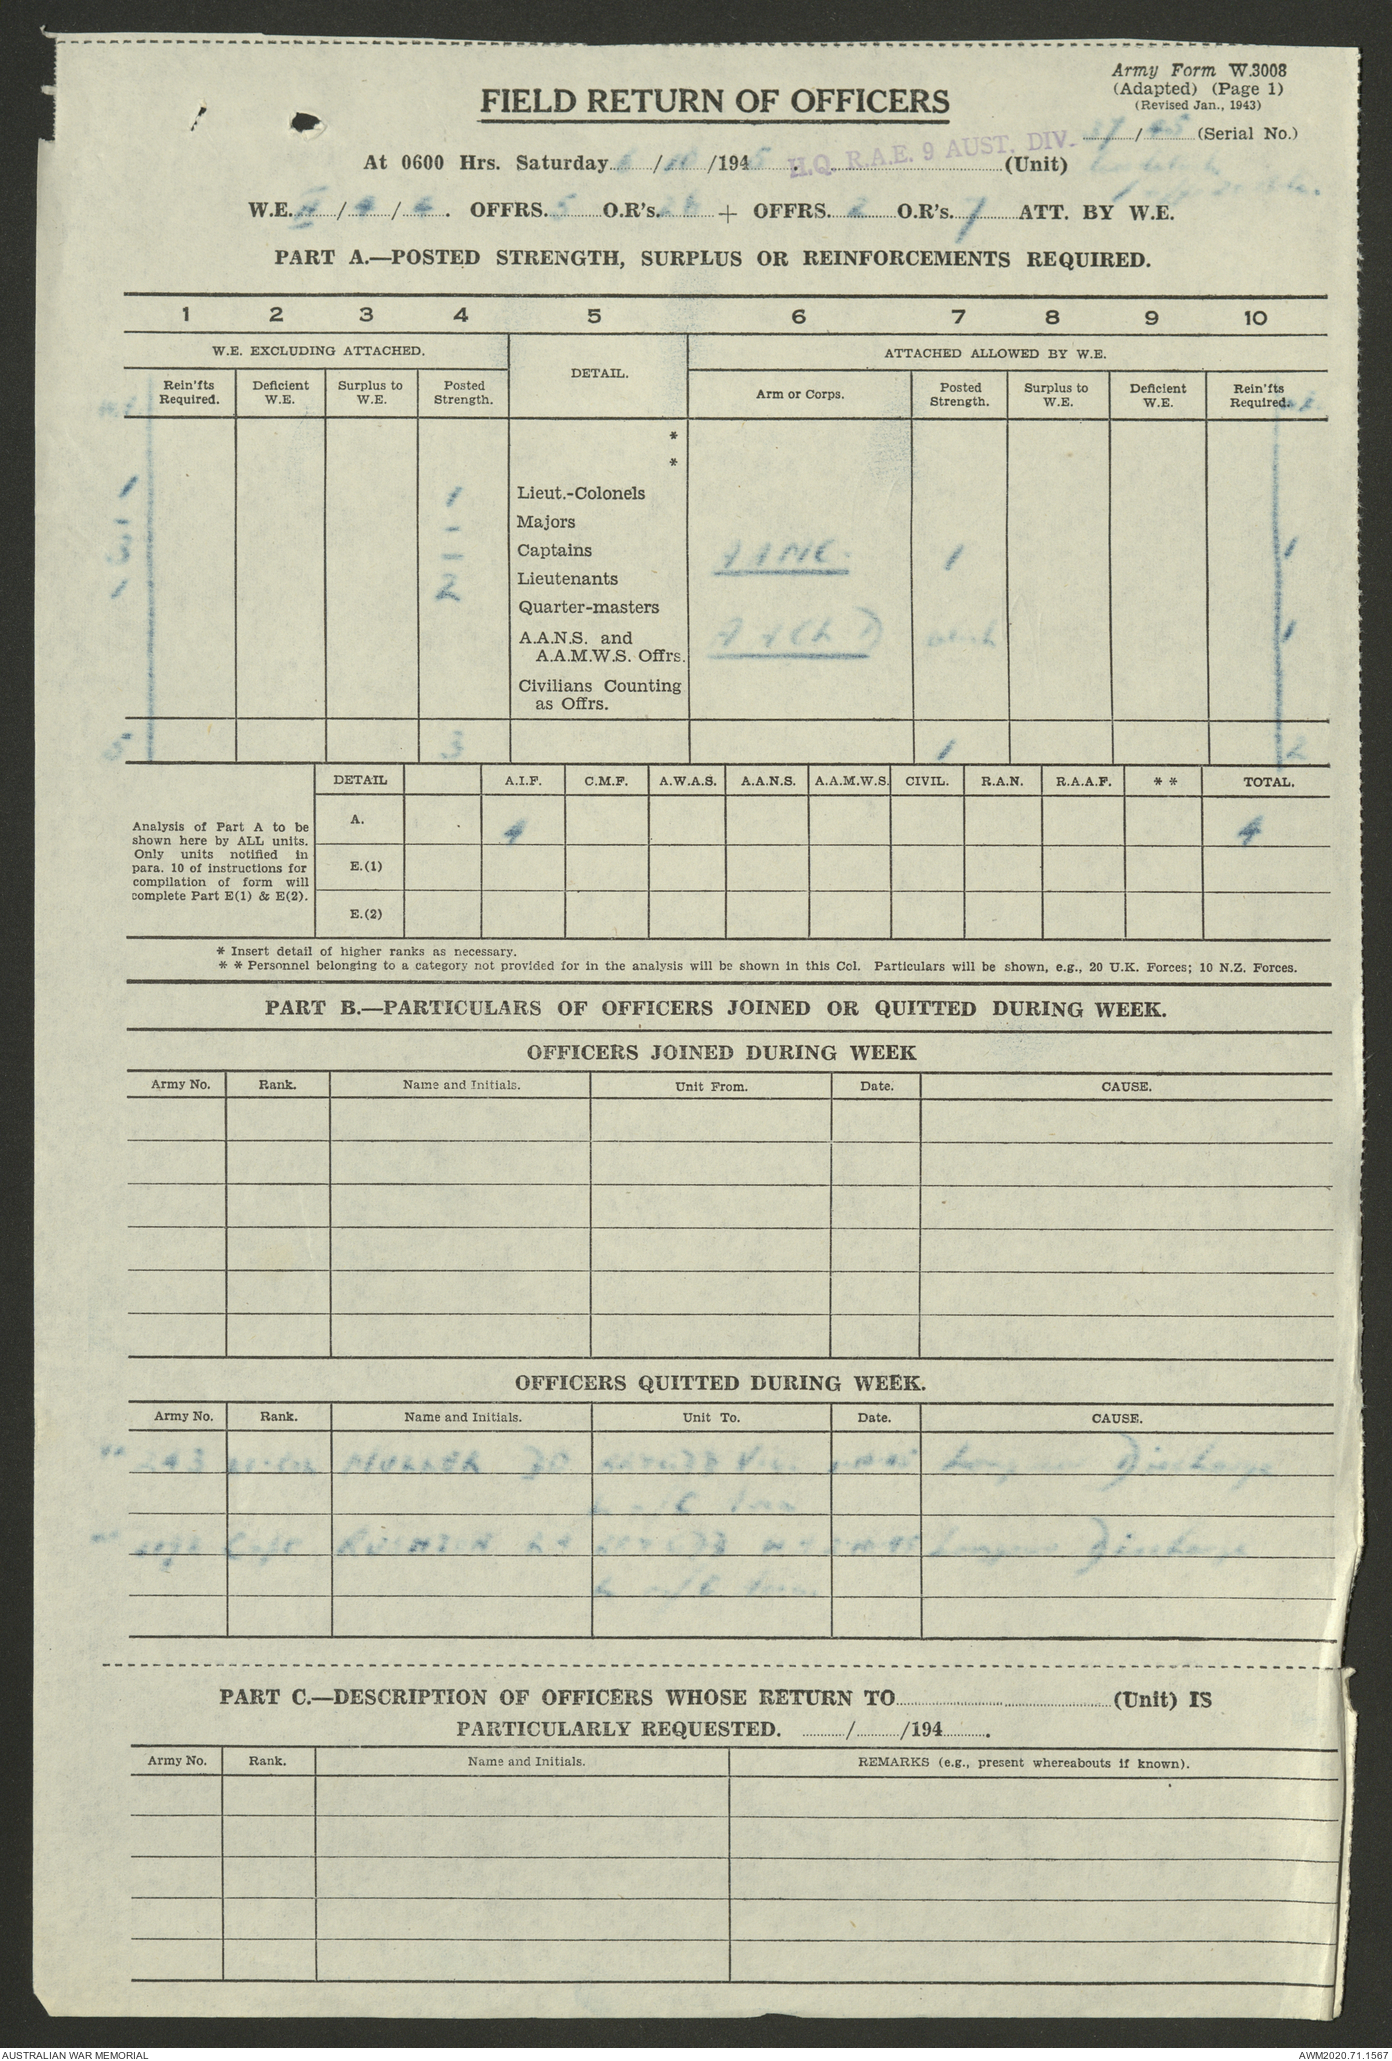 Army Form W.3008
(Adapted) (Page 1)
(Revised Jan., 1943)
FIELD RETURN OF OFFICERS
/45 (Serial No.)
At 0600 Hrs. Saturday 6/10/1945. H.Q. R.A.E. 9 AUST. DIV. (Unit)
W.E. II/4/4. OFFRS. 5 O.R's. 26 + OFFRS. 2 O.R's. 7 ATT. BY W.E.
PART A.—POSTED STRENGTH, SURPLUS OR REINFORCEMENTS REQUIRED.
1 2 3 4 5 6 7 8 9 10
W.E. EXCLUDING ATTACHED. DETAIL. ATTACHED ALLOWED BY W.E.
Rein'fts Required. Deficient W.E. Surplus to W.E. Posted Strength. Arm or Corps. Posted Strength. Surplus to W.E. Deficient W.E. Rein'fts Required.
W.E. W.E.
*
*
1 1 Lieut.-Colonels
- - Majors
3 - Captains AAMC. 1 1
1 2 Lieutenants
Quarter-masters
A.A.N.S. and 1
A.A.M.W.S. Offrs.
Civilians Counting
as Offrs.
5 3 1 2
DETAIL A.I.F. C.M.F. A.W.A.S. A.A.N.S. A.A.M.W.S. CIVIL. R.A.N. R.A.A.F. * * TOTAL.
Analysis of Part A to be
shown here by ALL units.
Only units notified in
para. 10 of instructions for
compilation of form will
complete Part E(1) & E(2).
A. 4 4
E.(1)
E.(2)
* Insert detail of higher ranks as necessary.
* * Personnel belonging to a category not provided for in the analysis will be shown in this Col. Particulars will be shown, e.g., 20 U.K. Forces; 10 N.Z. Forces.
PART B.—PARTICULARS OF OFFICERS JOINED OR QUITTED DURING WEEK.
OFFICERS JOINED DURING WEEK
Army No. Rank. Name and Initials. Unit From. Date. CAUSE.
OFFICERS QUITTED DURING WEEK.
Army No. Rank. Name and Initials. Unit To. Date. CAUSE.
243 Discharge
Capt Discharge
PART C.—DESCRIPTION OF OFFICERS WHOSE RETURN TO (Unit) IS
PARTICULARLY REQUESTED. / /194 .
Army No. Rank. Name and Initials. REMARKS (e.g., present whereabouts if known).
AUSTRALIAN WAR MEMORIAL AWM2020.71.1567